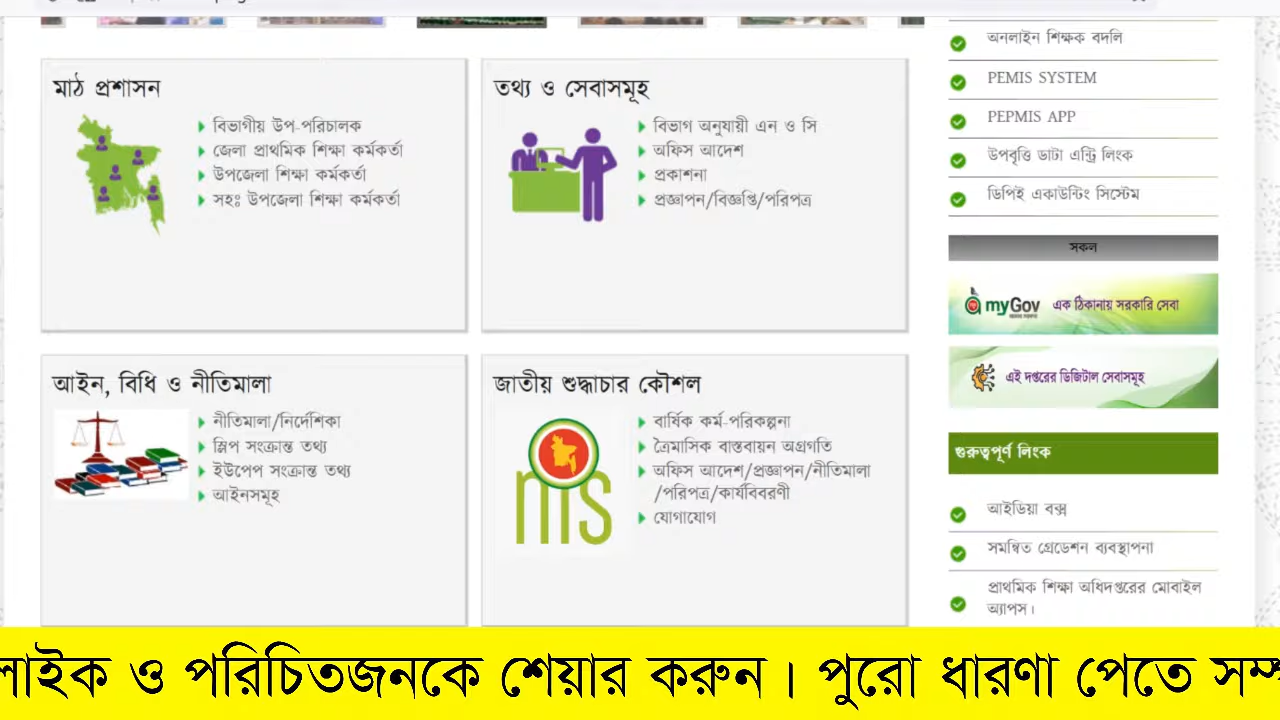 মাঠ প্রশাসন
বিভাগীয় উপ-পরিচালক
জেলা প্রাথমিক শিক্ষা কর্মকর্তা
উপজেলা শিক্ষা কর্মকর্তা
সহঃ উপজেলা শিক্ষা কর্মকর্তা
তথ্য ও সেবাসমূহ
বিভাগ অনুযায়ী এন ও সি
অফিস আদেশ
প্রকাশনা
প্রজ্ঞাপন/বিজ্ঞপ্তি/পরিপত্র
আইন, বিধি ও নীতিমালা
নীতিমালা/নির্দেশিকা
স্লিপ সংক্রান্ত তথ্য
ইউপেপ সংক্রান্ত তথ্য
আইনসমূহ
জাতীয় শুদ্ধাচার কৌশল
nis
বার্ষিক কর্ম-পরিকল্পনা
ত্রৈমাসিক বাস্তবায়ন অগ্রগতি
অফিস আদেশ/প্রজ্ঞাপন/নীতিমালা
/পরিপত্র/কার্যবিবরণী
যোগাযোগ
অনলাইন শিক্ষক বদলি
PEMIS SYSTEM
PEPMIS APP
উপবৃত্তি ডাটা এন্ট্রি লিংক
ডিপিই একাউন্টিং সিস্টেম
সকল
myGov এক ঠিকানায় সরকারি সেবা
এই দপ্তরের ডিজিটাল সেবাসমূহ
গুরুত্বপূর্ণ লিংক
আইডিয়া বক্স
সমন্বিত গ্রেডেশন ব্যবস্থাপনা
প্রাথমিক শিক্ষা অধিদপ্তরের মোবাইল
অ্যাপস।
লাইক ও পরিচিতজনকে শেয়ার করুন। পুরো ধারণা পেতে সম্প